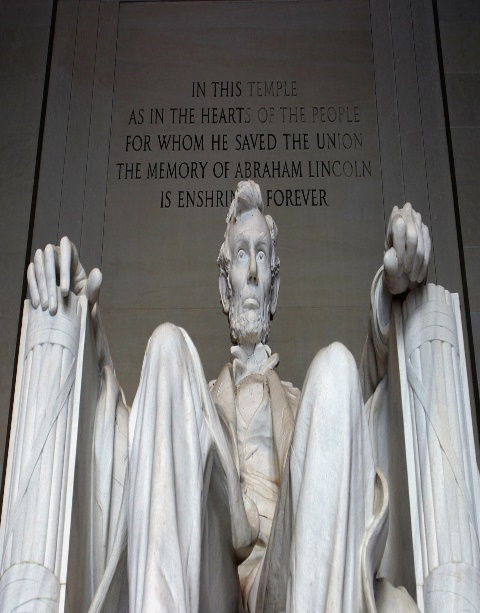 IN THIS TEMPLE
AS IN THE HEARTS OF THE PEOPLE
FOR WHOM HE SAVED THE UNION
THE MEMORY OF ABRAHAM LINCOLN
IS ENSHRIN FOREVER